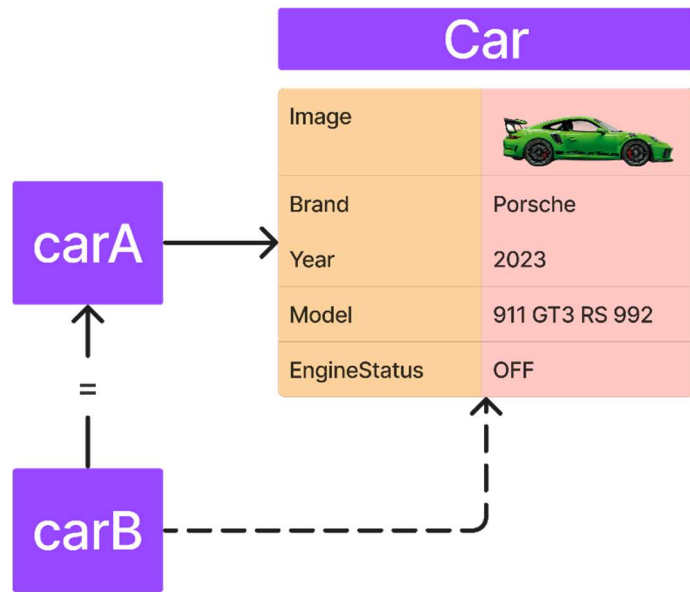 Car
Image
Brand Porsche
Year 2023
Model 911 GT3 RS 992
EngineStatus OFF
carA
=
carB